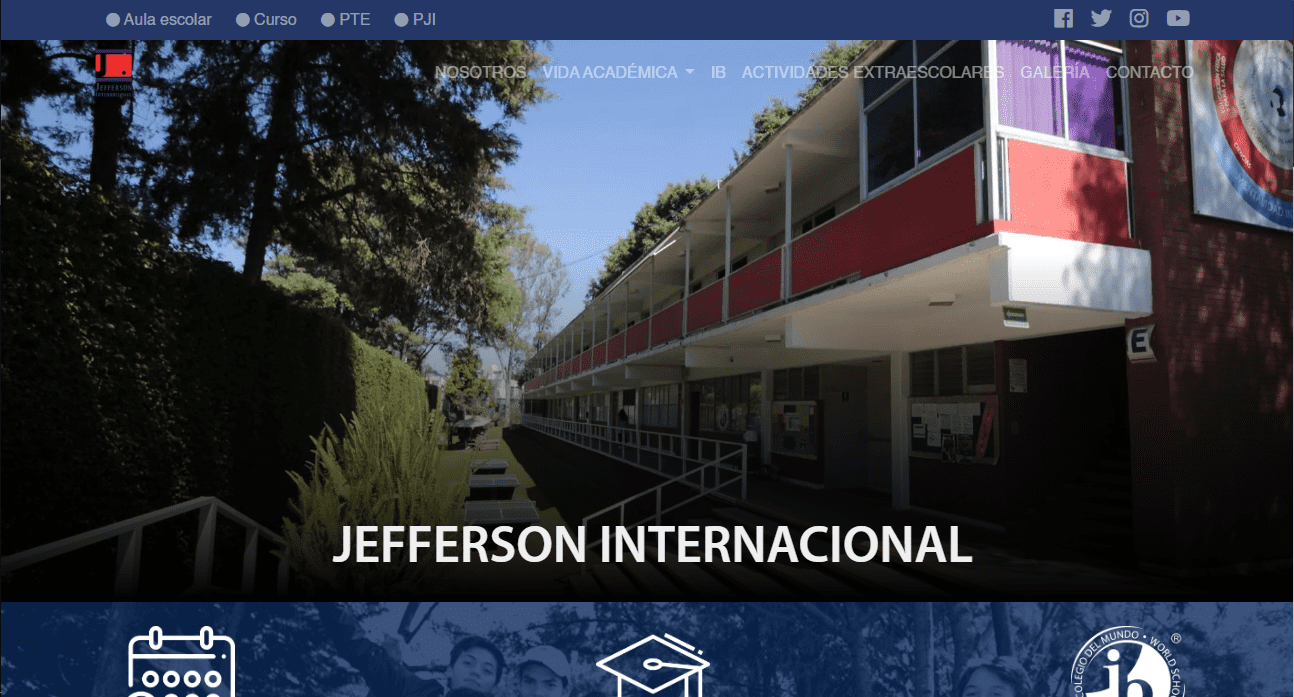 Aula escolar Curso PTE PJI
JEFFERSON
NOSOTROS VIDA ACADÉMICA IB ACTIVIDADES EXTRAESCOLARES GALERÍA CONTACTO
CIENCIAS
E
JEFFERSON INTERNACIONAL
COLEGIO DEL MUNDO • WORLD SCHO
®
ib